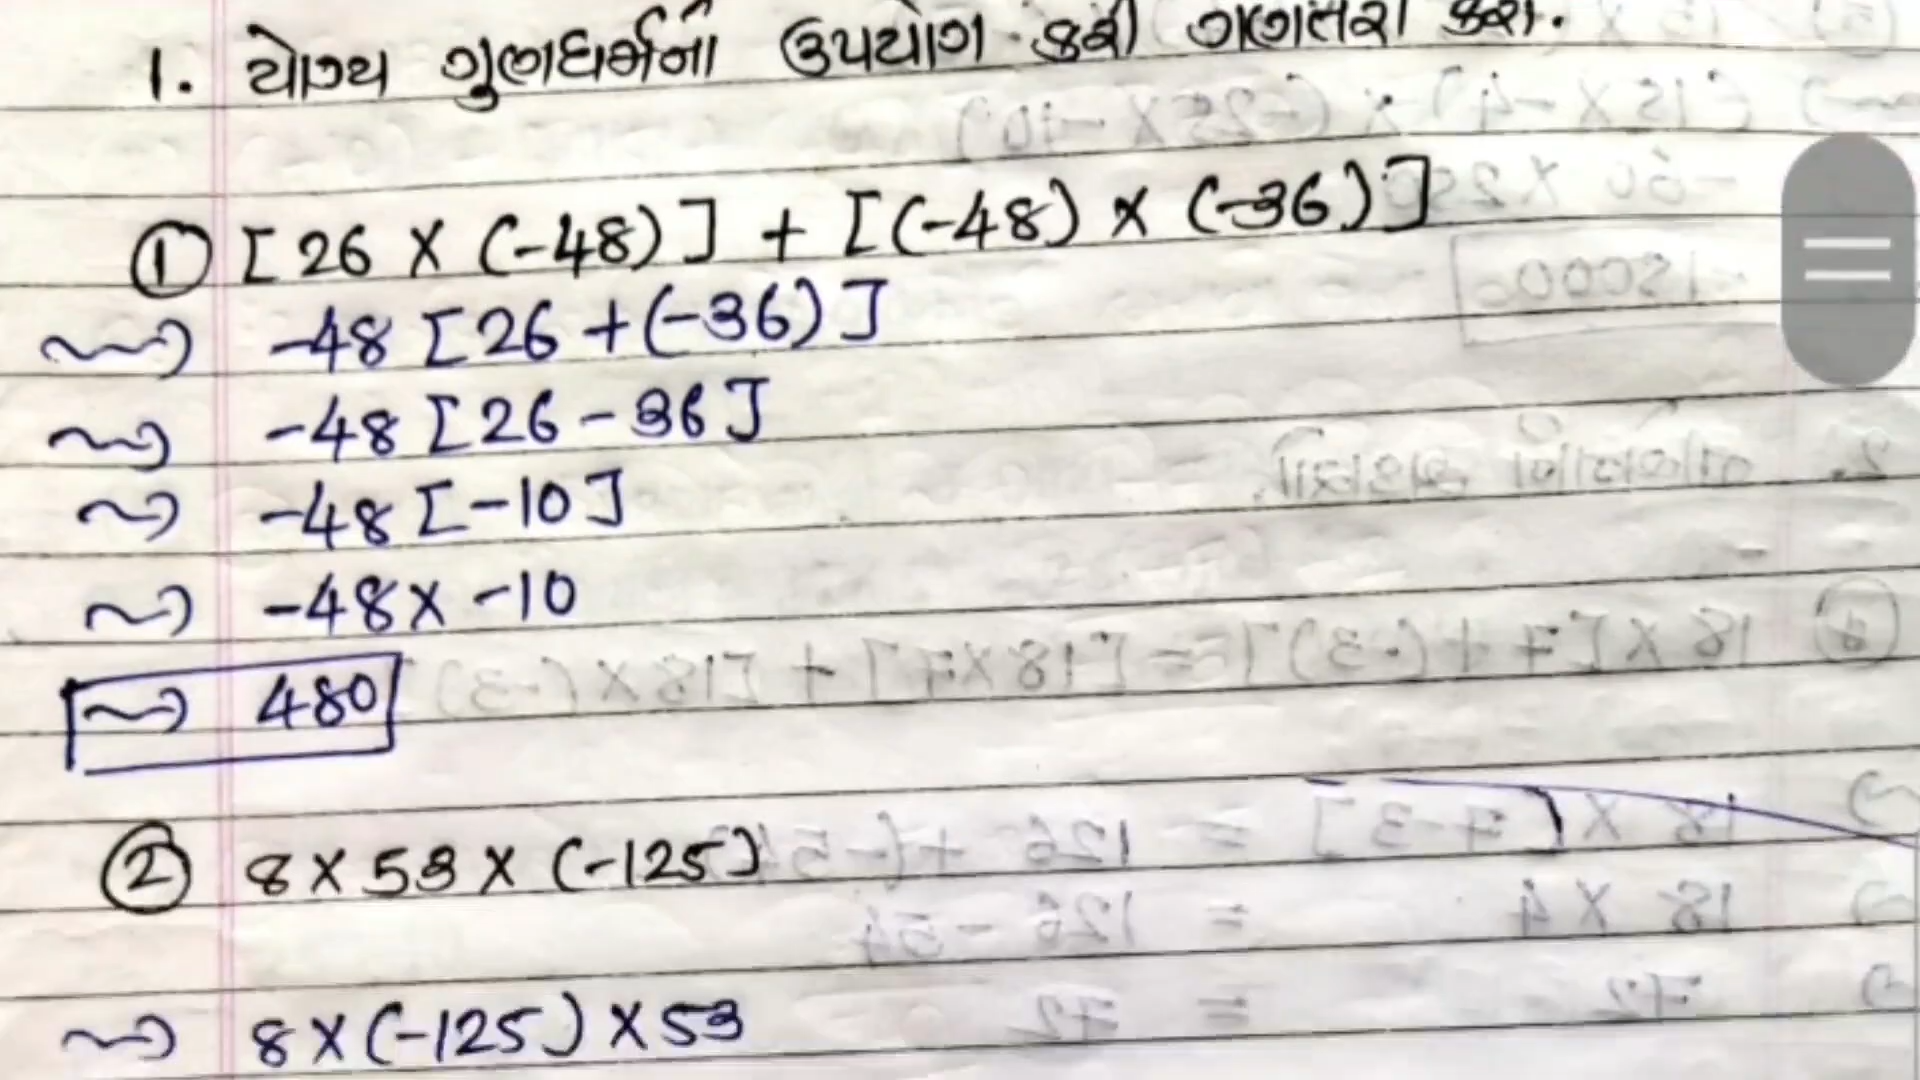 1. યોગ્ય ગુણધર્મનો ઉપયોગ કરી ગણતરી કરો.
① [26 × (-48)] + [(-48) × (-36)]
⇝ -48 [26 + (-36)]
⇝ -48 [26 - 36]
⇝ -48 [-10]
⇝ -48 × -10
⇝ 480
② 8 × 53 × (-125)
⇝ 8 × (-125) × 53